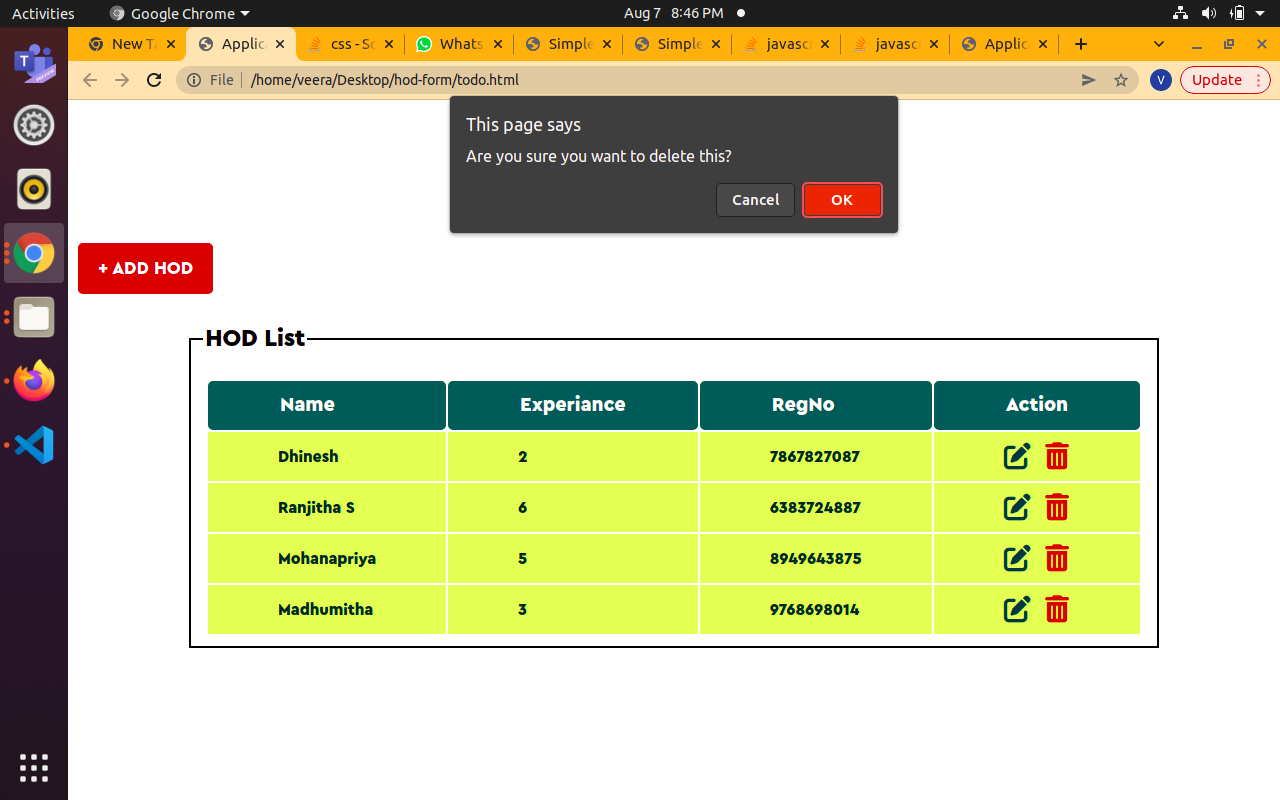 Activities Google Chrome Aug 7 8:46 PM
New Ta Applic css - So Whats Simple Simple javasc javasc Applic
File /home/veera/Desktop/hod-form/todo.html V Update
This page says
Are you sure you want to delete this?
Cancel OK
+ ADD HOD
HOD List
Name Experiance RegNo Action
Dhinesh 2 7867827087
Ranjitha S 6 6383724887
Mohanapriya 5 8949643875
Madhumitha 3 9768698014